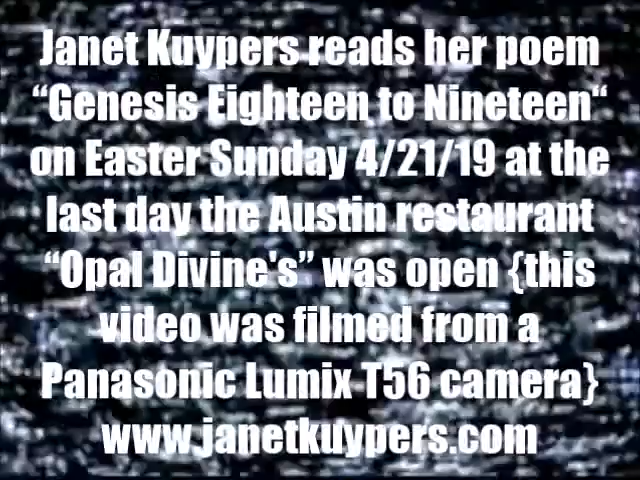 Janet Kuypers reads her poem
“Genesis Eighteen to Nineteen“
on Easter Sunday 4/21/19 at the
last day the Austin restaurant
“Opal Divine's” was open {this
video was filmed from a
Panasonic Lumix T56 camera}
www.janetkuypers.com